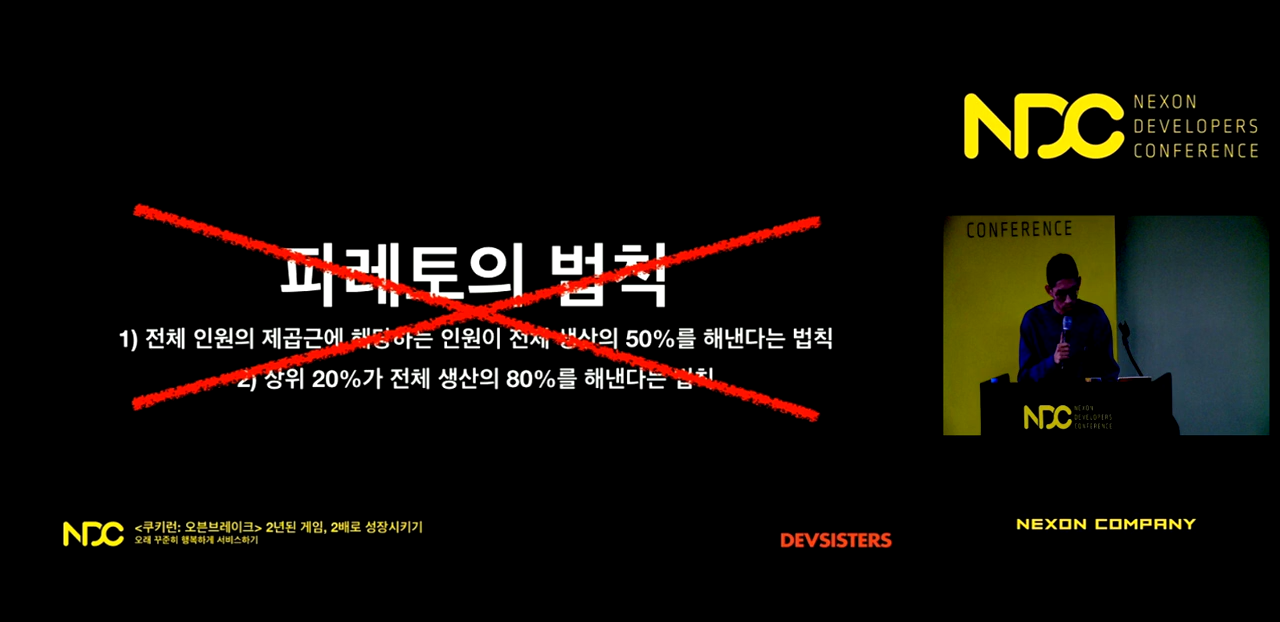 NDC
NEXON
DEVELOPERS
CONFERENCE
피레토의 법칙
1) 전체 인원의 제곱근에 해당하는 인원이 전체 생산의 50%를 해낸다는 법칙
2) 상위 20%가 전체 생산의 80%를 해낸다는 법칙
CONFERENCE
NDC
NEXON
DEVELOPERS
CONFERENCE
NDC
<쿠키런: 오븐브레이크> 2년된 게임, 2배로 성장시키기
오래 꾸준히 행복하게 서비스하기
DEVSISTERS
NEXON COMPANY